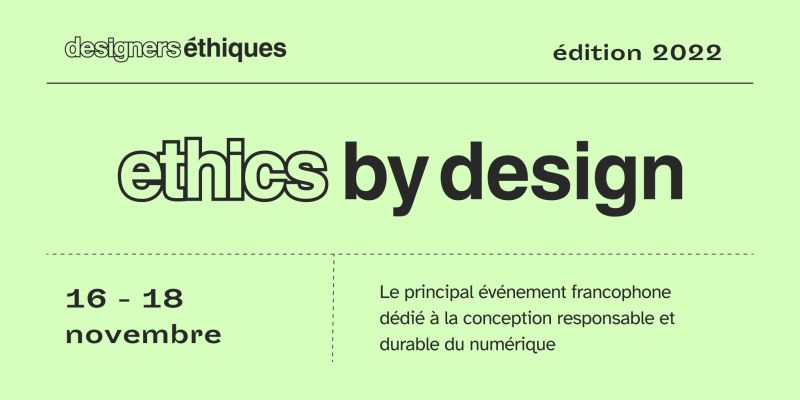 designers éthiques
édition 2022
ethics by design
16 - 18
novembre
Le principal événement francophone
dédié à la conception responsable et
durable du numérique